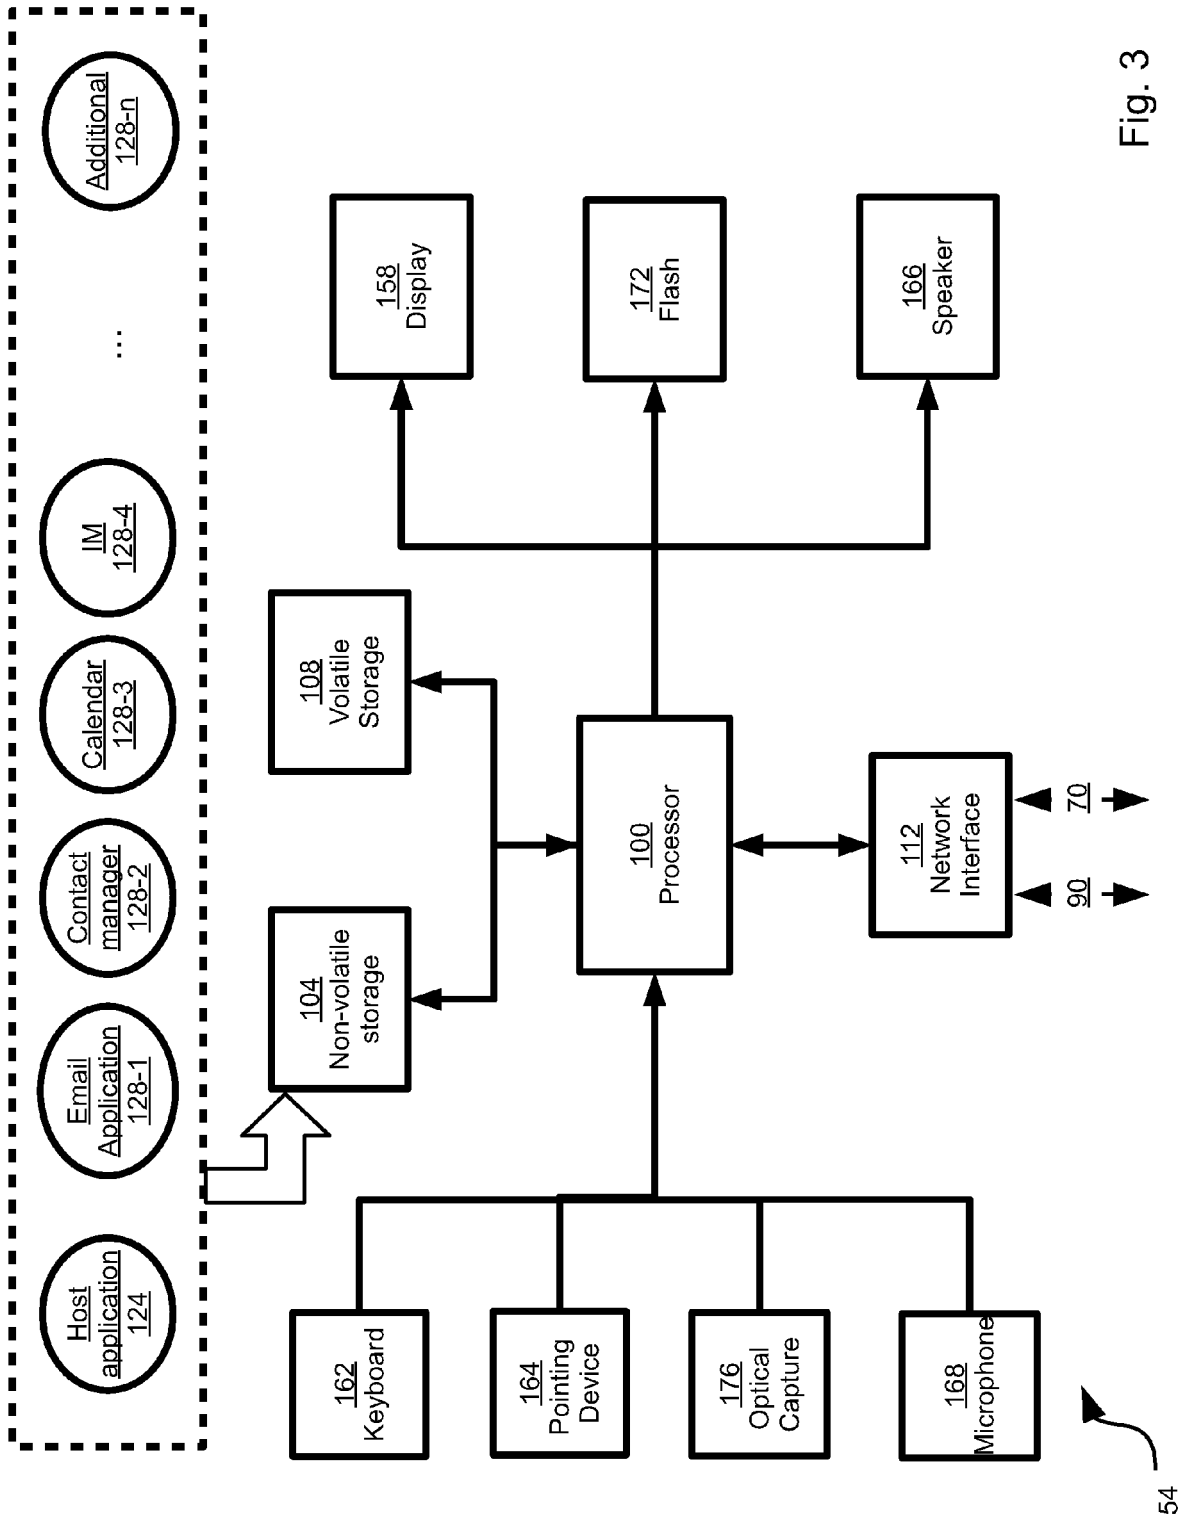 Host
application
124
Email
Application
128-1
Contact
manager
128-2
Calendar
128-3
IM
128-4
...
Additional
128-n
104
Non-volatile
storage
108
Volatile
Storage
162
Keyboard
164
Pointing
Device
176
Optical
Capture
168
Microphone
100
Processor
112
Network
Interface
90
70
158
Display
172
Flash
166
Speaker
54
Fig. 3